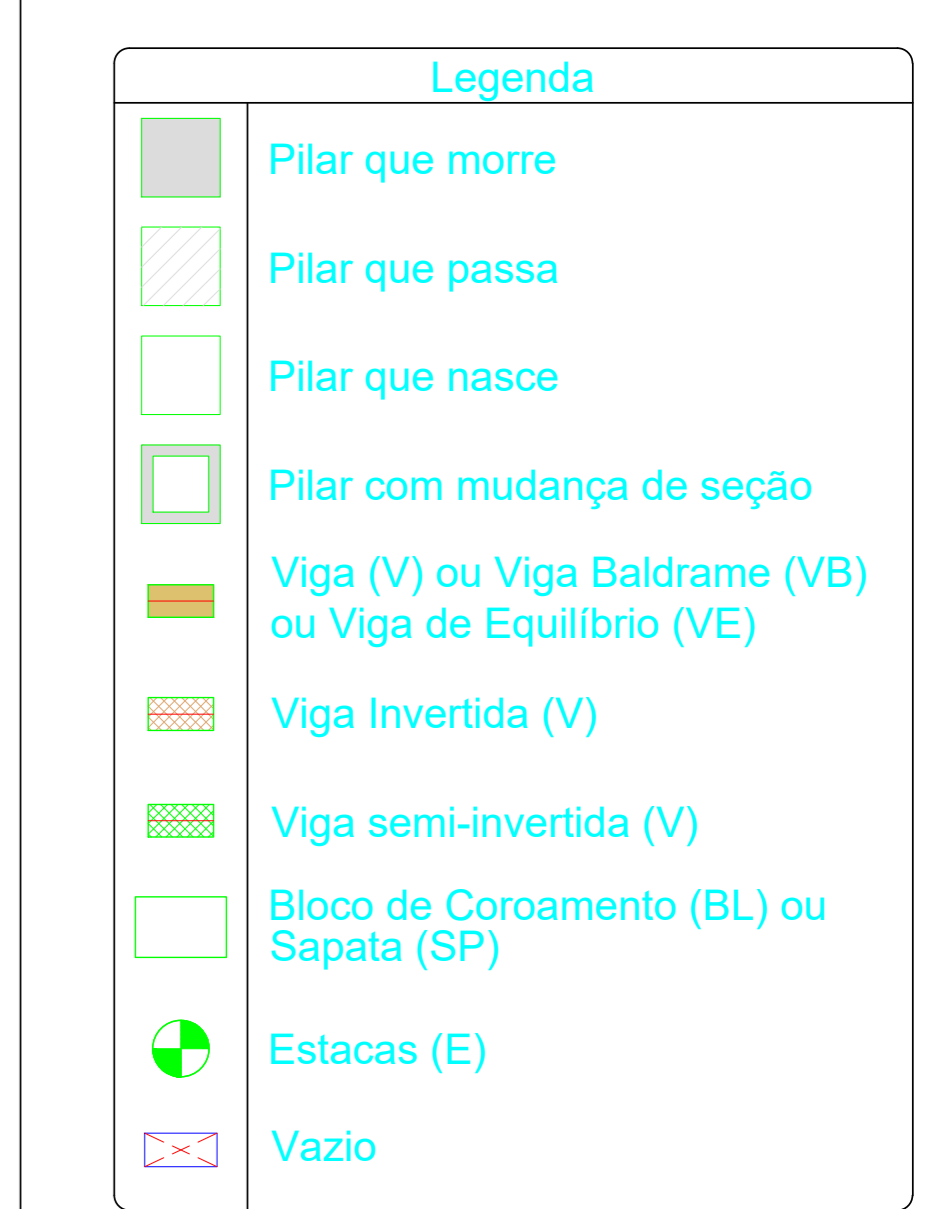 Legenda
Pilar que morre
Pilar que passa
Pilar que nasce
Pilar com mudança de seção
Viga (V) ou Viga Baldrame (VB)
ou Viga de Equilíbrio (VE)
Viga Invertida (V)
Viga semi-invertida (V)
Bloco de Coroamento (BL) ou
Sapata (SP)
Estacas (E)
Vazio